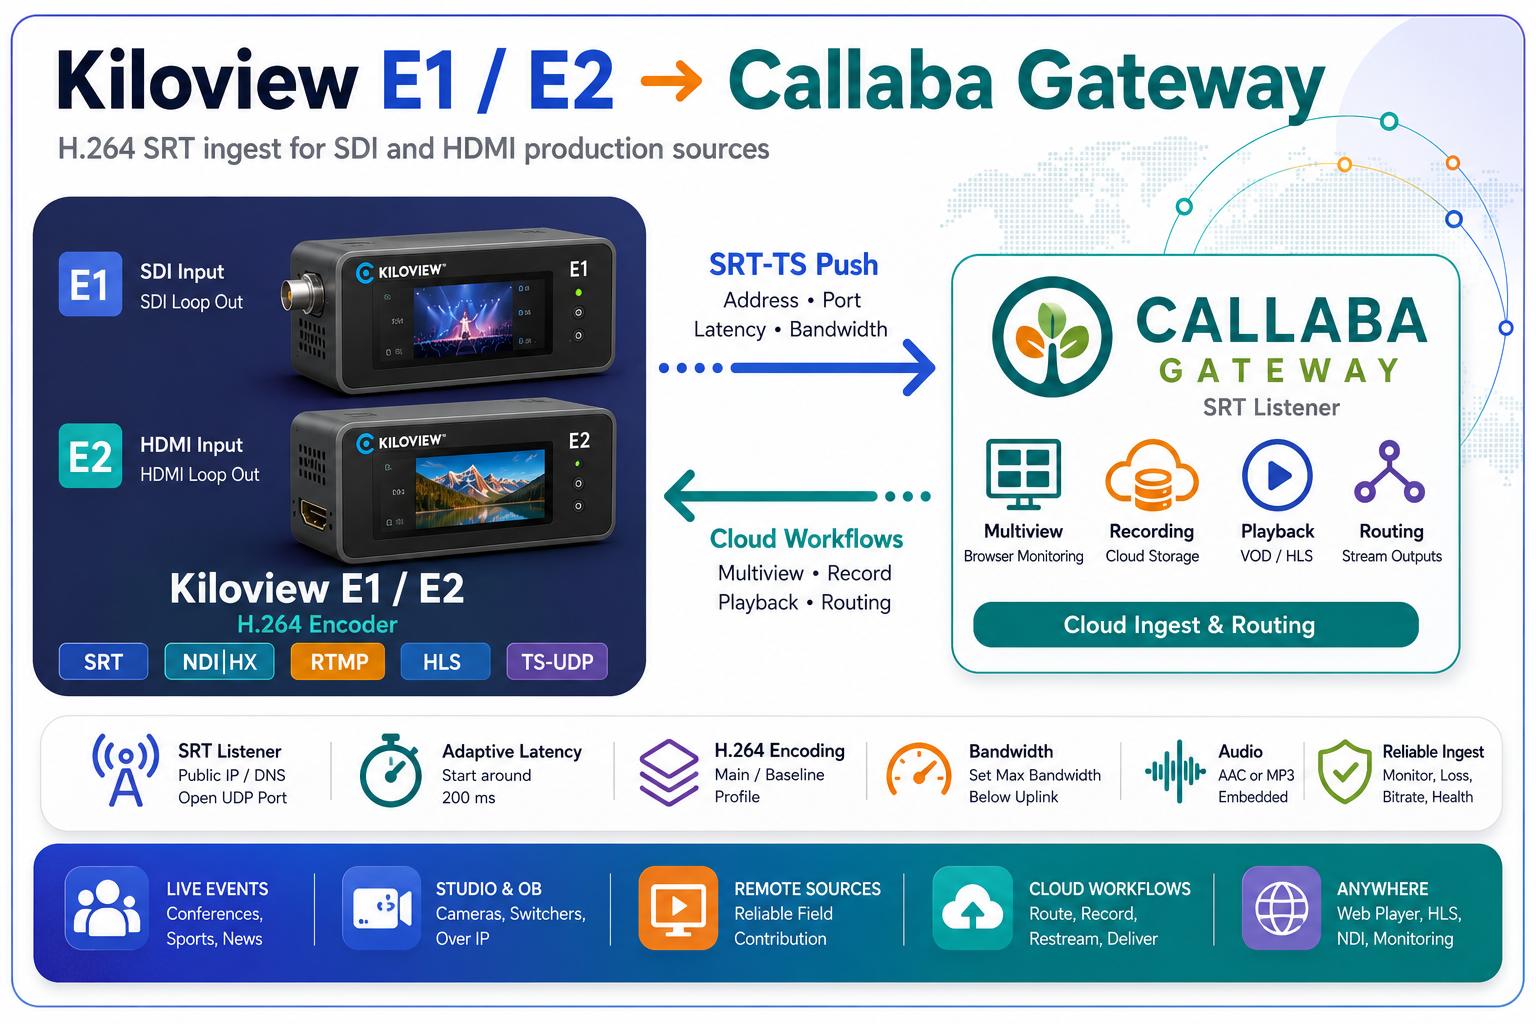 Kiloview E1 / E2 → Callaba Gateway
H.264 SRT ingest for SDI and HDMI production sources
E1
SDI Input
SDI Loop Out
KILOVIEW™
E1
E2
HDMI Input
HDMI Loop Out
KILOVIEW™
E2
Kiloview E1 / E2
H.264 Encoder
SRT
NDI|HX
RTMP
HLS
TS-UDP
SRT-TS Push
Address • Port
Latency • Bandwidth
Cloud Workflows
Multiview • Record
Playback • Routing
CALLABA
GATEWAY
SRT Listener
Multiview
Browser Monitoring
Recording
Cloud Storage
Playback
VOD / HLS
Routing
Stream Outputs
Cloud Ingest & Routing
SRT Listener
Public IP / DNS
Open UDP Port
Adaptive Latency
Start around
200 ms
H.264 Encoding
Main / Baseline
Profile
Bandwidth
Set Max Bandwidth
Below Uplink
Audio
AAC or MP3
Embedded
Reliable Ingest
Monitor, Loss,
Bitrate, Health
LIVE EVENTS
Conferences,
Sports, News
STUDIO & OB
Cameras, Switchers,
Over IP
REMOTE SOURCES
Reliable Field
Contribution
CLOUD WORKFLOWS
Route, Record,
Restream, Deliver
ANYWHERE
Web Player, HLS,
NDI, Monitoring